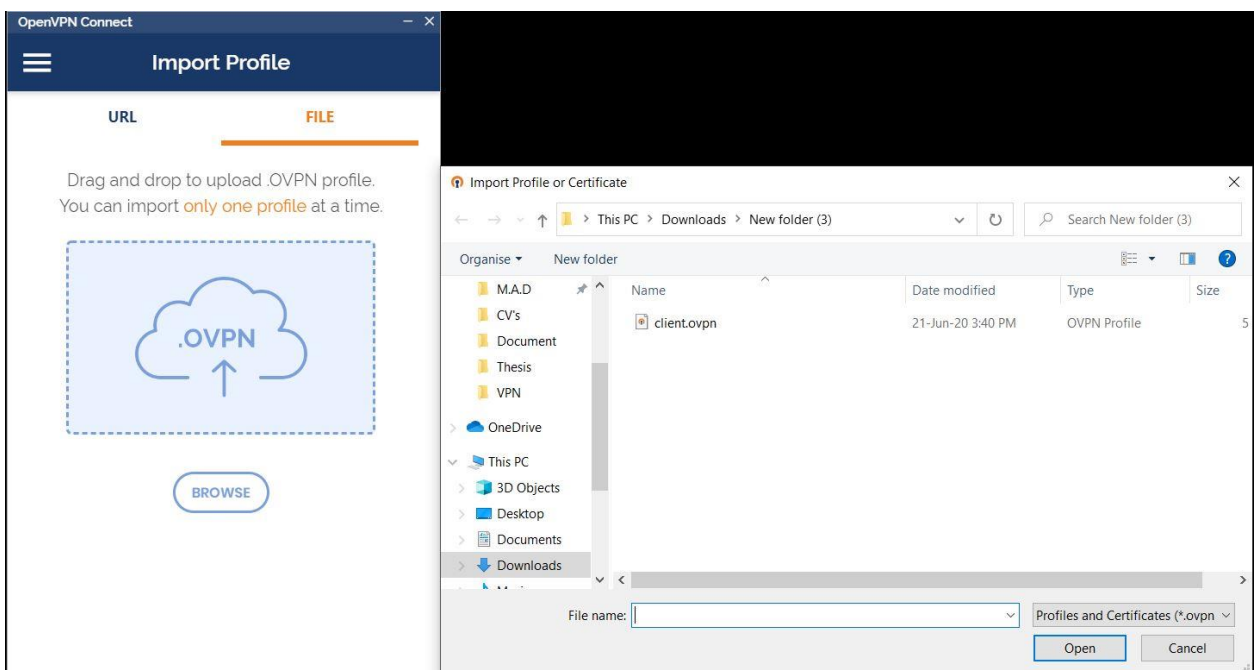 OpenVPN Connect
Import Profile
URL FILE
Drag and drop to upload .OVPN profile.
You can import only one profile at a time.
.OVPN
BROWSE
Import Profile or Certificate
This PC > Downloads > New folder (3)
Search New folder (3)
Organise New folder
M.A.D
CV's
Document
Thesis
VPN
OneDrive
This PC
3D Objects
Desktop
Documents
Downloads
Name Date modified Type Size
client.ovpn 21-Jun-20 3:40 PM OVPN Profile 5
File name: Profiles and Certificates (*.ovpn
Open Cancel